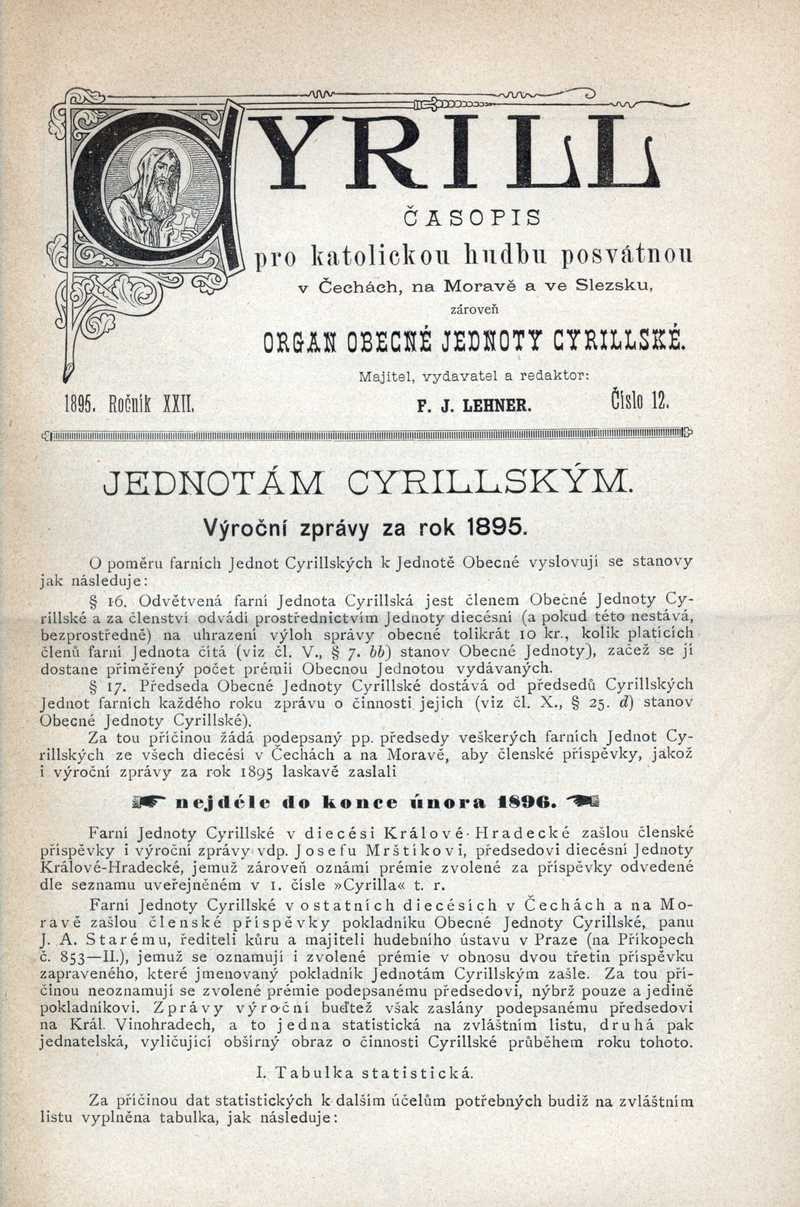 CYRILL
ČASOPIS
pro katolickou hudbu posvátnou
v Čechách, na Moravě a ve Slezsku,
zároveň
ORGAN OBECNÉ JEDNOTY CYRILLSKÉ.
Majitel, vydavatel a redaktor:
1895. Ročník XXII. F. J. LEHNER. Číslo 12.
JEDNOTÁM CYRILLSKÝM.
Výroční zprávy za rok 1895.
O poměru farních Jednot Cyrillských k Jednotě Obecné vyslovují se stanovy
jak následuje:
§ 16. Odvětvená farní Jednota Cyrillská jest členem Obecné Jednoty Cy-
rillské a za členství odvádí prostřednictvím Jednoty diecésní (a pokud této nestává,
bezprostředně) na uhrazení výloh správy obecné tolikrát 10 kr., kolik platících
členů farní Jednota čítá (viz čl. V., § 7. bb) stanov Obecné Jednoty), začež se jí
dostane přiměřený počet prémií Obecnou Jednotou vydávaných.
§ 17. Předseda Obecné Jednoty Cyrillské dostává od předsedů Cyrillských
Jednot farních každého roku zprávu o činnosti jejich (viz čl. X., § 25. d) stanov
Obecné Jednoty Cyrillské).
Za tou příčinou žádá podepsaný pp. předsedy veškerých farních Jednot Cy-
rillských ze všech diecésí v Čechách a na Moravě, aby členské příspěvky, jakož
i výroční zprávy za rok 1895 laskavě zaslali
nejdéle do konce února 1896.
Farní Jednoty Cyrillské v diecési Králové-Hradecké zašlou členské
příspěvky i výroční zprávy vdp. Josefu Mrštíkovi, předsedovi diecésní Jednoty
Králové-Hradecké, jemuž zároveň oznámí prémie zvolené za příspěvky odvedené
dle seznamu uveřejněném v 1. čísle »Cyrilla« t. r.
Farní Jednoty Cyrillské v ostatních diecésích v Čechách a na Mo-
ravě zašlou členské příspěvky pokladníku Obecné Jednoty Cyrillské, panu
J. A. Starému, řediteli kůru a majiteli hudebního ústavu v Praze (na Příkopech
č. 853—II.), jemuž se oznamují i zvolené prémie v obnosu dvou třetin příspěvku
zapraveného, které jmenovaný pokladník Jednotám Cyrillským zašle. Za tou pří-
činou neoznamují se zvolené prémie podepsanému předsedovi, nýbrž pouze a jedině
pokladníkovi. Zprávy výroční buďtež však zaslány podepsanému předsedovi
na Král. Vinohradech, a to jedna statistická na zvláštním listu, druhá pak
jednatelská, vyličující obšírný obraz o činnosti Cyrillské průběhem roku tohoto.
I. Tabulka statistická.
Za příčinou dat statistických k dalším účelům potřebných budiž na zvláštním
listu vyplněna tabulka, jak následuje: